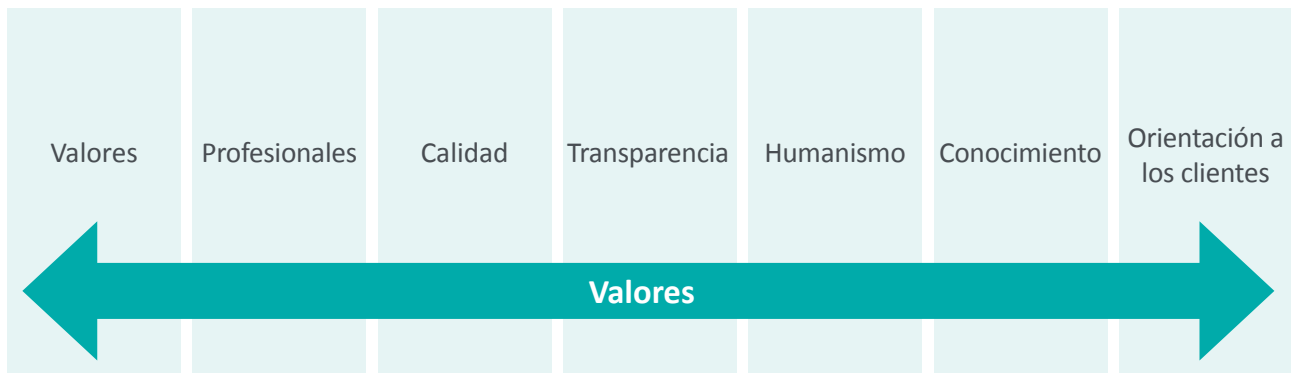 Valores
Profesionales
Calidad
Transparencia
Humanismo
Conocimiento
Orientación a
los clientes
Valores